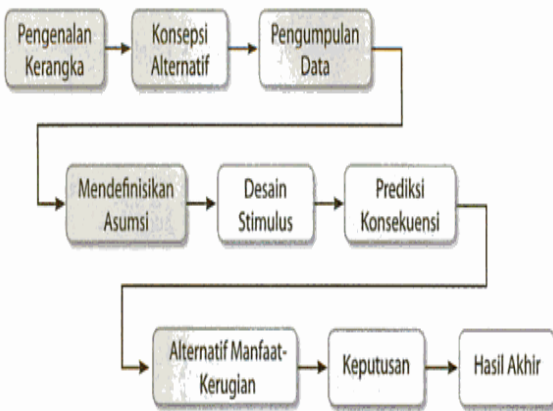 Pengenalan
Kerangka
Konsepsi
Alternatif
Pengumpulan
Data
Mendefinisikan
Asumsi
Desain
Stimulus
Prediksi
Konsekuensi
Alternatif Manfaat-
Kerugian
Keputusan
Hasil Akhir